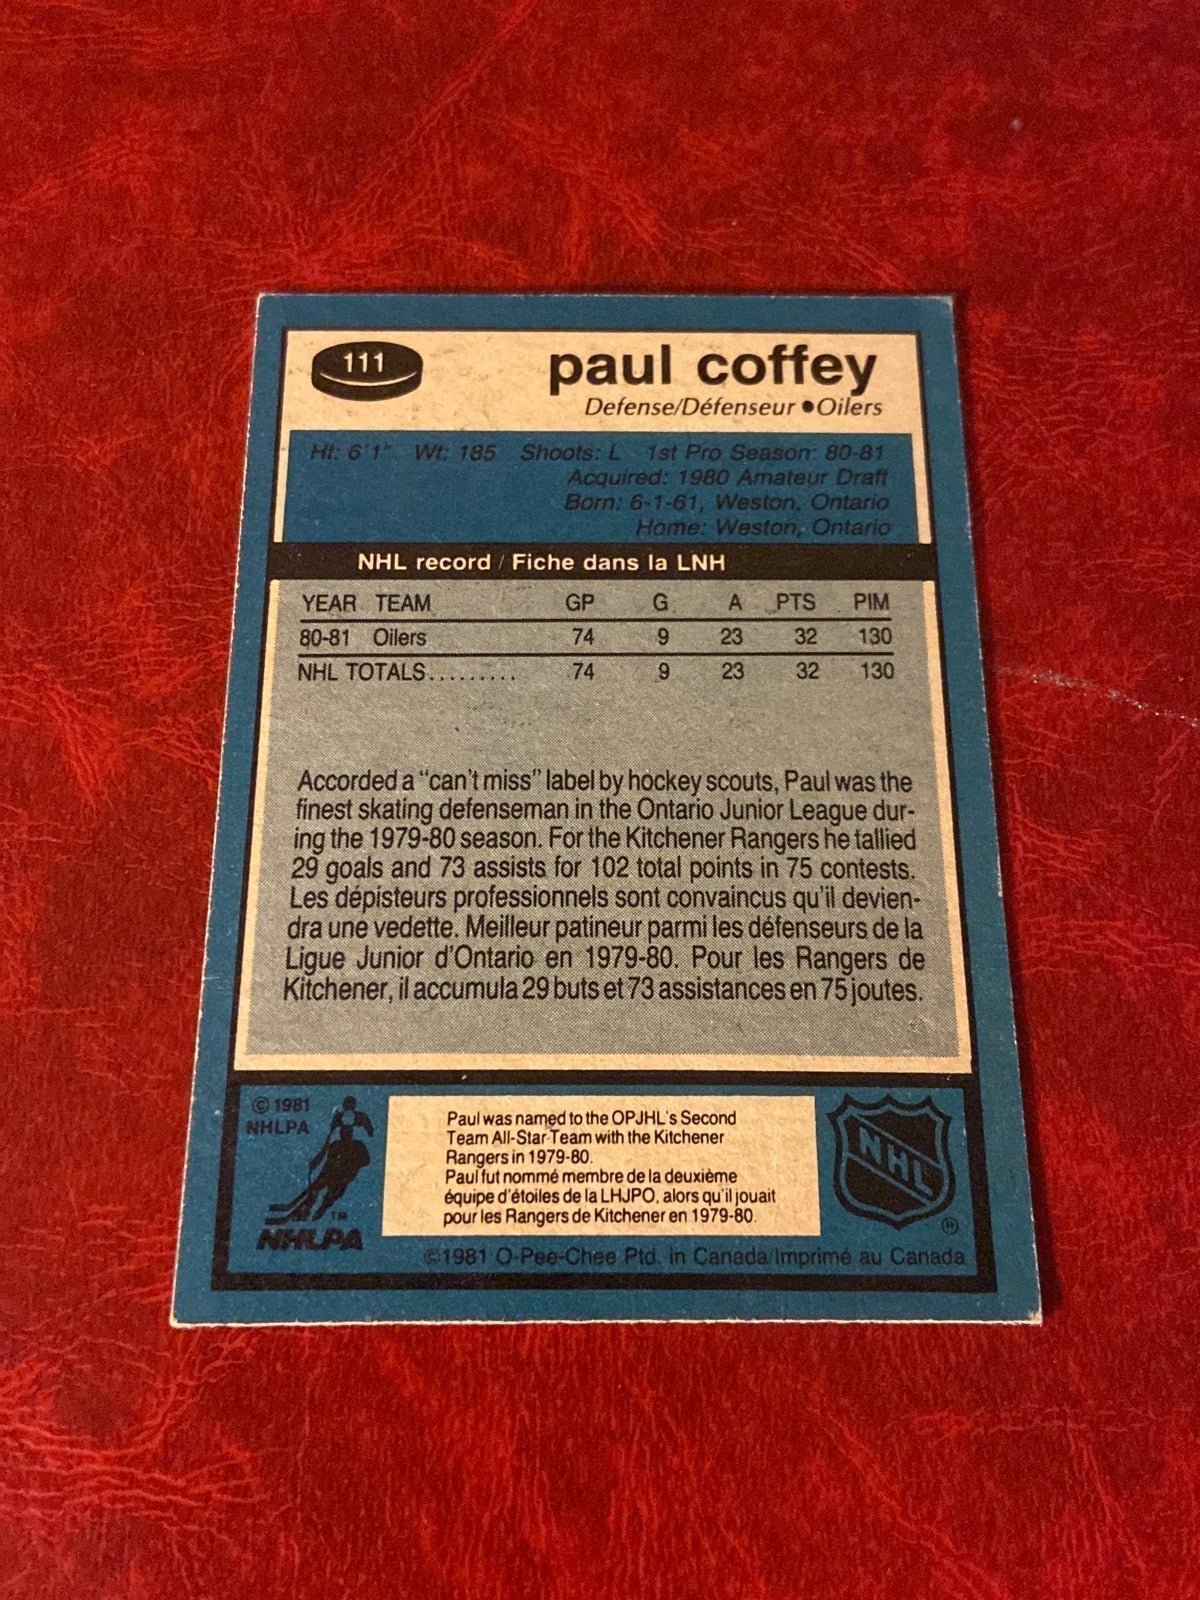 111
paul coffey
Defense/Défenseur ● Oilers
Ht: 6'1" Wt: 185 Shoots: L 1st Pro Season: 80-81
Acquired: 1980 Amateur Draft
Born: 6-1-61, Weston, Ontario
Home: Weston, Ontario
NHL record / Fiche dans la LNH
YEAR TEAM GP G A PTS PIM
80-81 Oilers 74 9 23 32 130
NHL TOTALS......... 74 9 23 32 130
Accorded a "can't miss" label by hockey scouts, Paul was the
finest skating defenseman in the Ontario Junior League dur-
ing the 1979-80 season. For the Kitchener Rangers he tallied
29 goals and 73 assists for 102 total points in 75 contests.
Les dépisteurs professionnels sont convaincus qu'il devien-
dra une vedette. Meilleur patineur parmi les défenseurs de la
Ligue Junior d'Ontario en 1979-80. Pour les Rangers de
Kitchener, il accumula 29 buts et 73 assistances en 75 joutes.
© 1981
NHLPA
TM
NHLPA
Paul was named to the OPJHL's Second
Team All-Star Team with the Kitchener
Rangers in 1979-80.
Paul fut nommé membre de la deuxième
équipe d'étoiles de la LHJPO, alors qu'il jouait
pour les Rangers de Kitchener en 1979-80.
NHL
®
©1981 O-Pee-Chee Ptd. in Canada/Imprimé au Canada